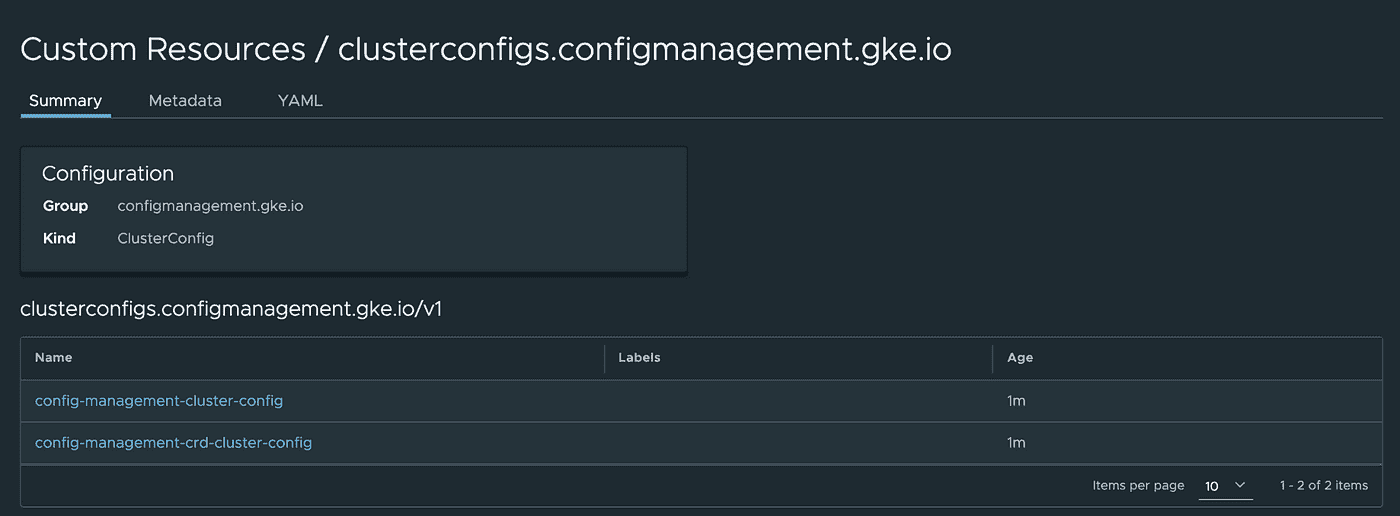 Custom Resources / clusterconfigs.configmanagement.gke.io
Summary Metadata YAML
Configuration
Group configmanagement.gke.io
Kind ClusterConfig
clusterconfigs.configmanagement.gke.io/v1
Name Labels Age
config-management-cluster-config 1m
config-management-crd-cluster-config 1m
Items per page 10 1 - 2 of 2 items